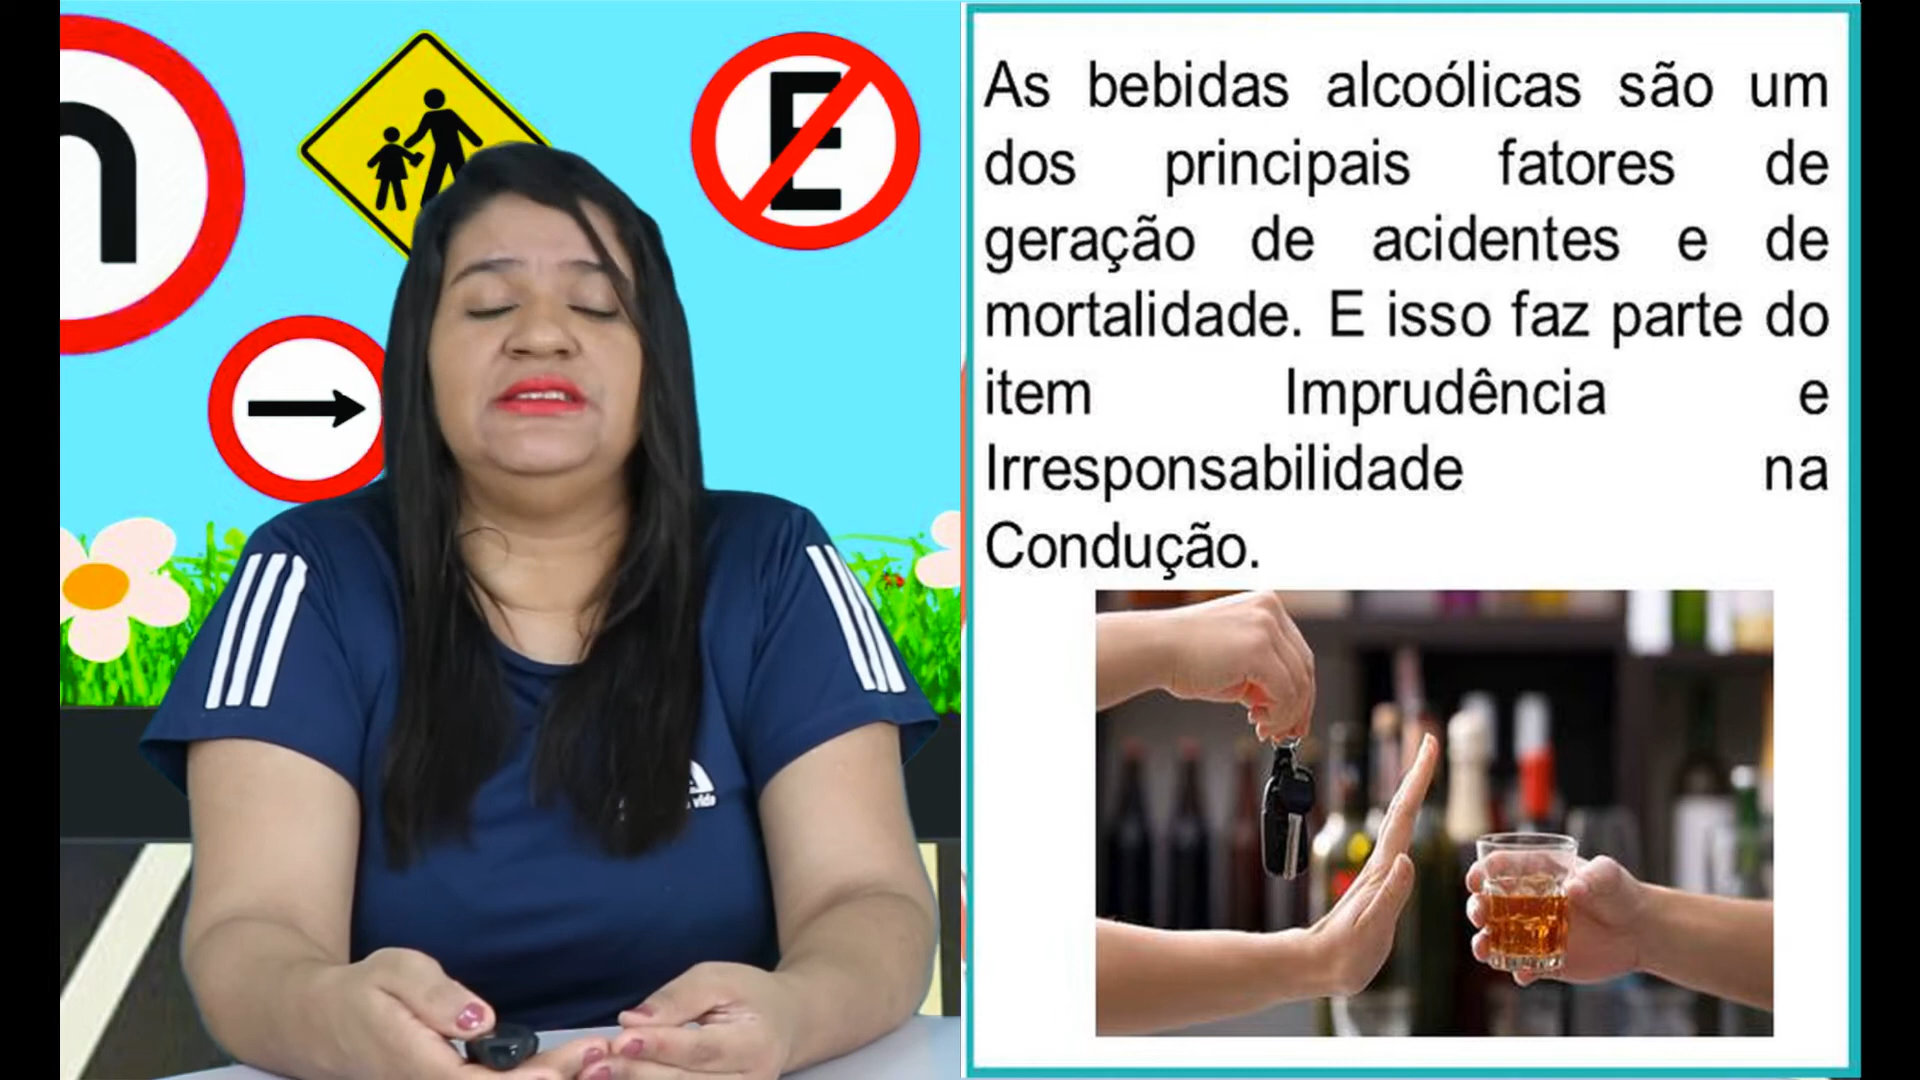 E
As bebidas alcoólicas são um
dos principais fatores de
geração de acidentes e de
mortalidade. E isso faz parte do
item Imprudência e
Irresponsabilidade na
Condução.
vida